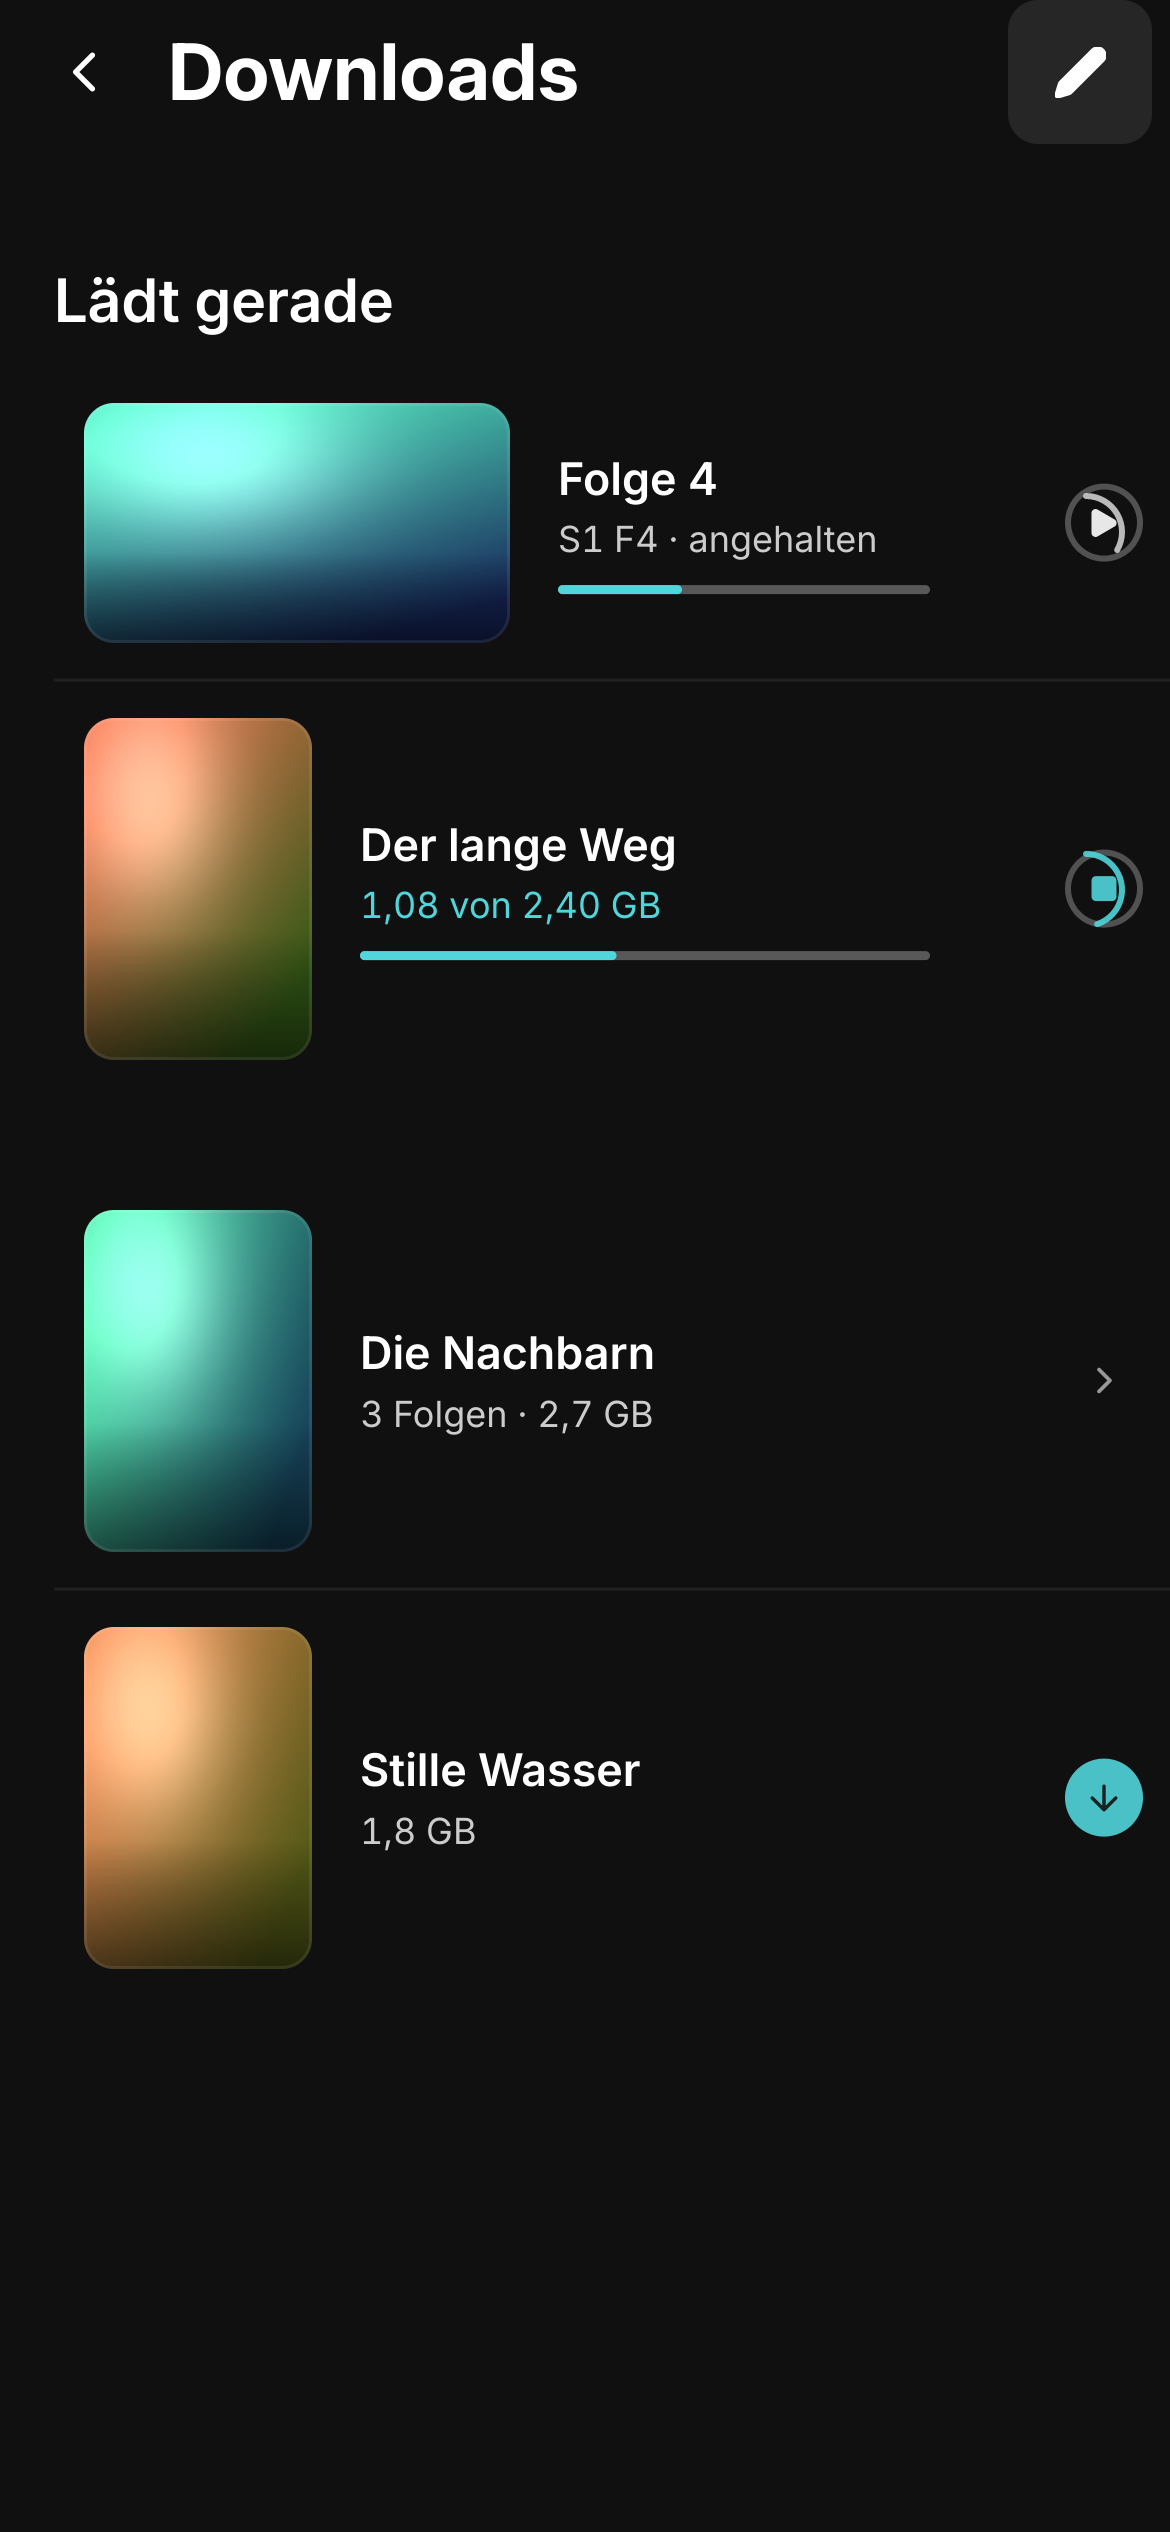 Downloads
Lädt gerade
Folge 4
S1 F4 · angehalten
Der lange Weg
1,08 von 2,40 GB
Die Nachbarn
3 Folgen · 2,7 GB
Stille Wasser
1,8 GB